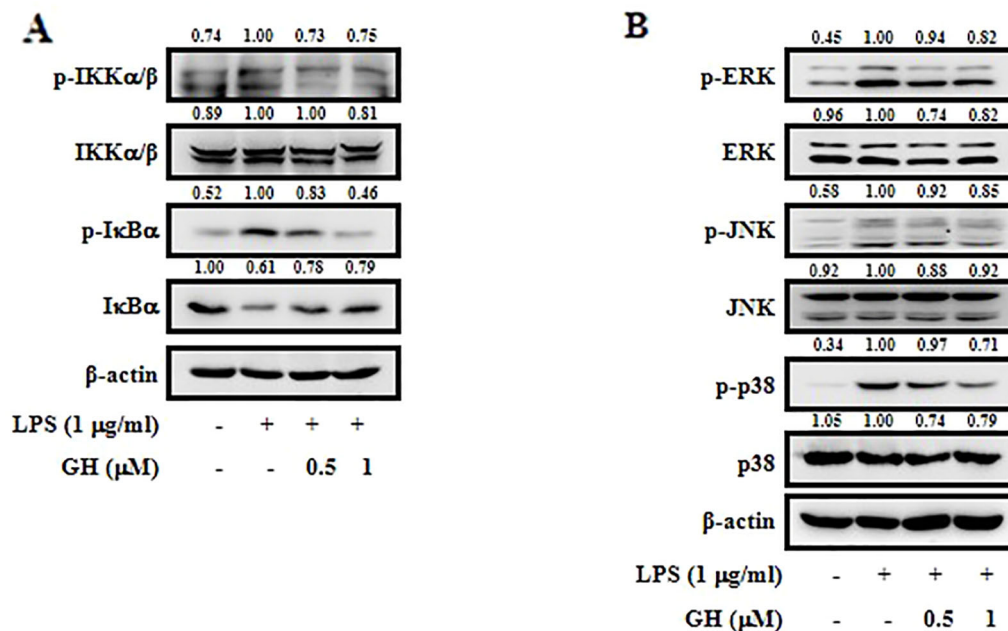 A
0.74 1.00 0.73 0.75
p-IKKα/β
0.89 1.00 1.00 0.81
IKKα/β
0.52 1.00 0.83 0.46
p-IκBα
1.00 0.61 0.78 0.79
IκBα
β-actin
LPS (1 μg/ml) - + + +
GH (μM) - - 0.5 1
B
0.45 1.00 0.94 0.82
p-ERK
0.96 1.00 0.74 0.82
ERK
0.58 1.00 0.92 0.85
p-JNK
0.92 1.00 0.88 0.92
JNK
0.34 1.00 0.97 0.71
p-p38
1.05 1.00 0.74 0.79
p38
β-actin
LPS (1 μg/ml) - + + +
GH (μM) - - 0.5 1